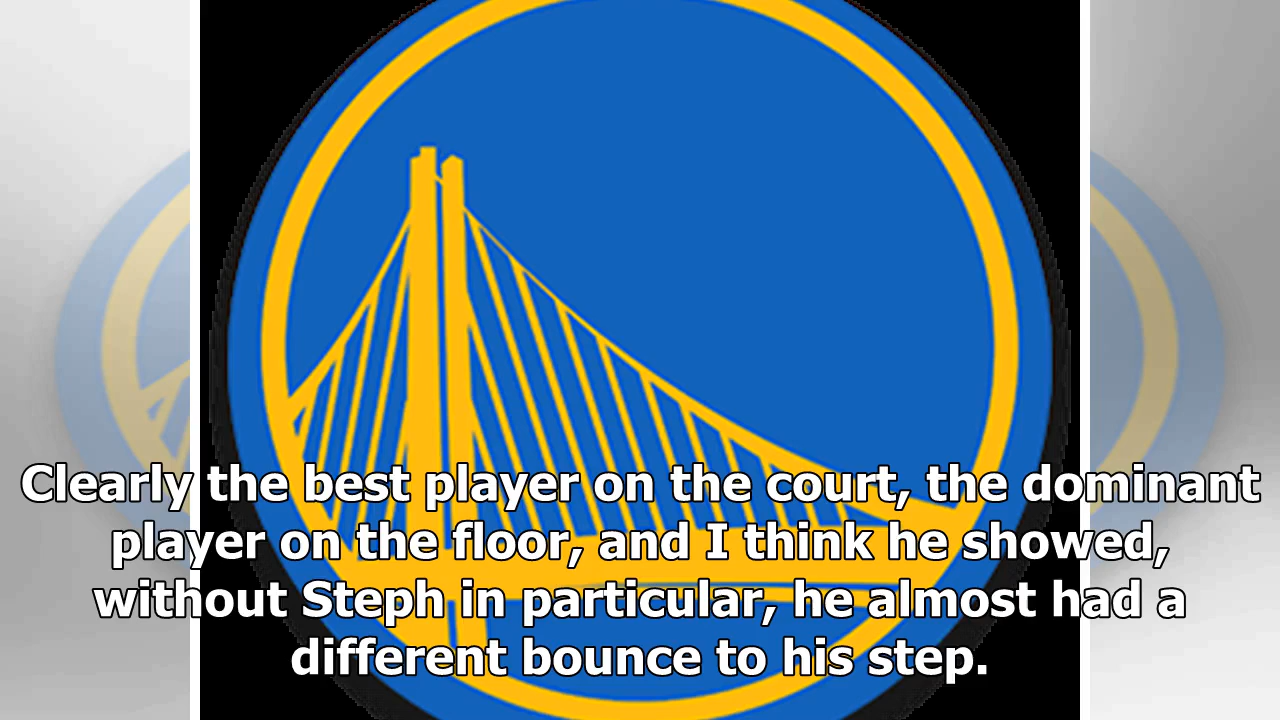 Clearly the best player on the court, the dominant
player on the floor, and I think he showed,
without Steph in particular, he almost had a
different bounce to his step.